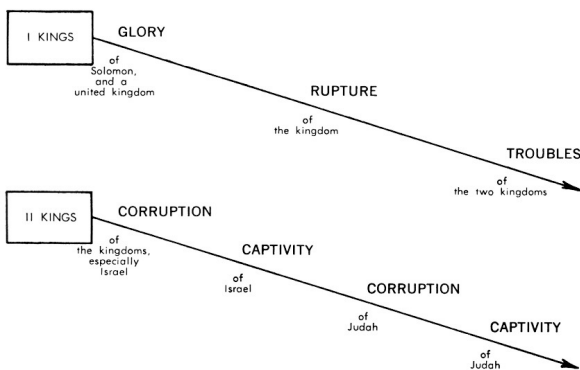 I KINGS
GLORY
of
Solomon,
and a
united kingdom
RUPTURE
of
the kingdom
TROUBLES
of
the two kingdoms
II KINGS
CORRUPTION
of
the kingdoms,
especially
Israel
CAPTIVITY
of
Israel
CORRUPTION
of
Judah
CAPTIVITY
of
Judah